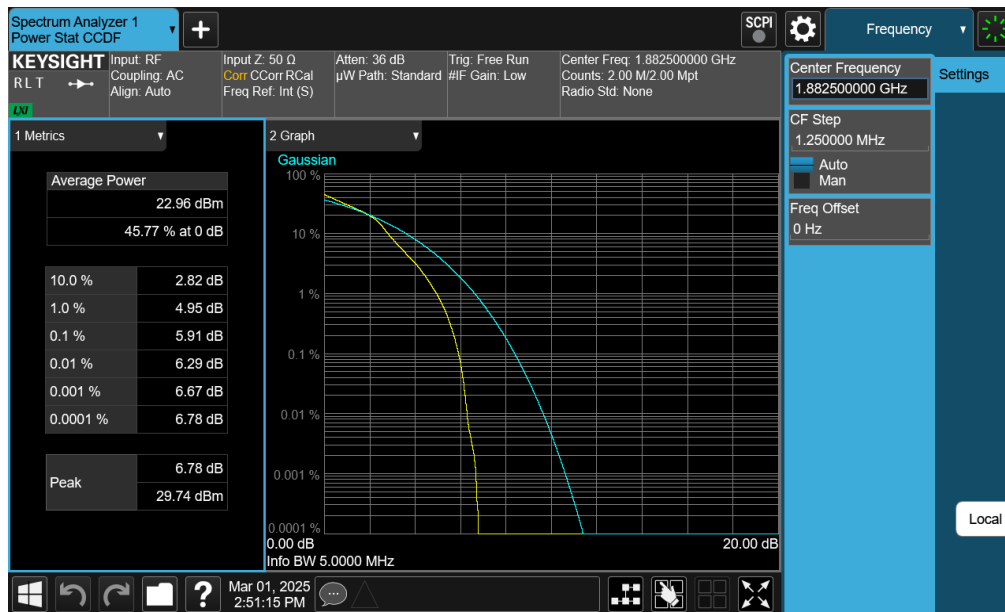 Spectrum Analyzer 1
Power Stat CCDF
▼
+
SCPI
Frequency
▼
KEYSIGHT
R L T
LXI
Input: RF
Coupling: AC
Align: Auto
Input Z: 50 Ω
Corr CCorr RCal
Freq Ref: Int (S)
Atten: 36 dB
µW Path: Standard
Trig: Free Run
#IF Gain: Low
Center Freq: 1.882500000 GHz
Counts: 2.00 M/2.00 Mpt
Radio Std: None
Center Frequency
1.882500000 GHz
Settings
CF Step
1.250000 MHz
Auto
Man
Freq Offset
0 Hz
Local
1 Metrics
▼
Average Power
22.96 dBm
45.77 % at 0 dB
10.0 % 2.82 dB
1.0 % 4.95 dB
0.1 % 5.91 dB
0.01 % 6.29 dB
0.001 % 6.67 dB
0.0001 % 6.78 dB
Peak
6.78 dB
29.74 dBm
2 Graph
▼
Gaussian
100 %
10 %
1 %
0.1 %
0.01 %
0.001 %
0.0001 %
0.00 dB
20.00 dB
Info BW 5.0000 MHz
?
Mar 01, 2025
2:51:15 PM